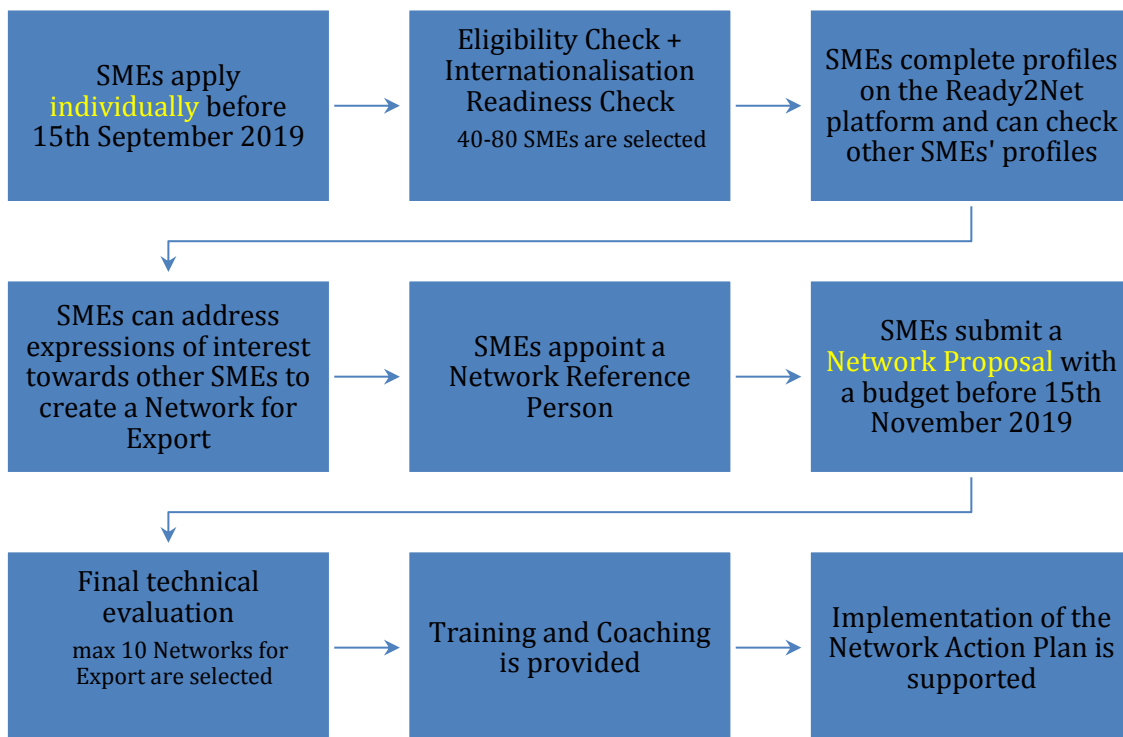 SMEs apply
individually before
15th September 2019
Eligibility Check +
Internationalisation
Readiness Check
40-80 SMEs are selected
SMEs complete profiles
on the Ready2Net
platform and can check
other SMEs' profiles
SMEs can address
expressions of interest
towards other SMEs to
create a Network for
Export
SMEs appoint a
Network Reference
Person
SMEs submit a
Network Proposal with
a budget before 15th
November 2019
Final technical
evaluation
max 10 Networks for
Export are selected
Training and Coaching
is provided
Implementation of the
Network Action Plan is
supported